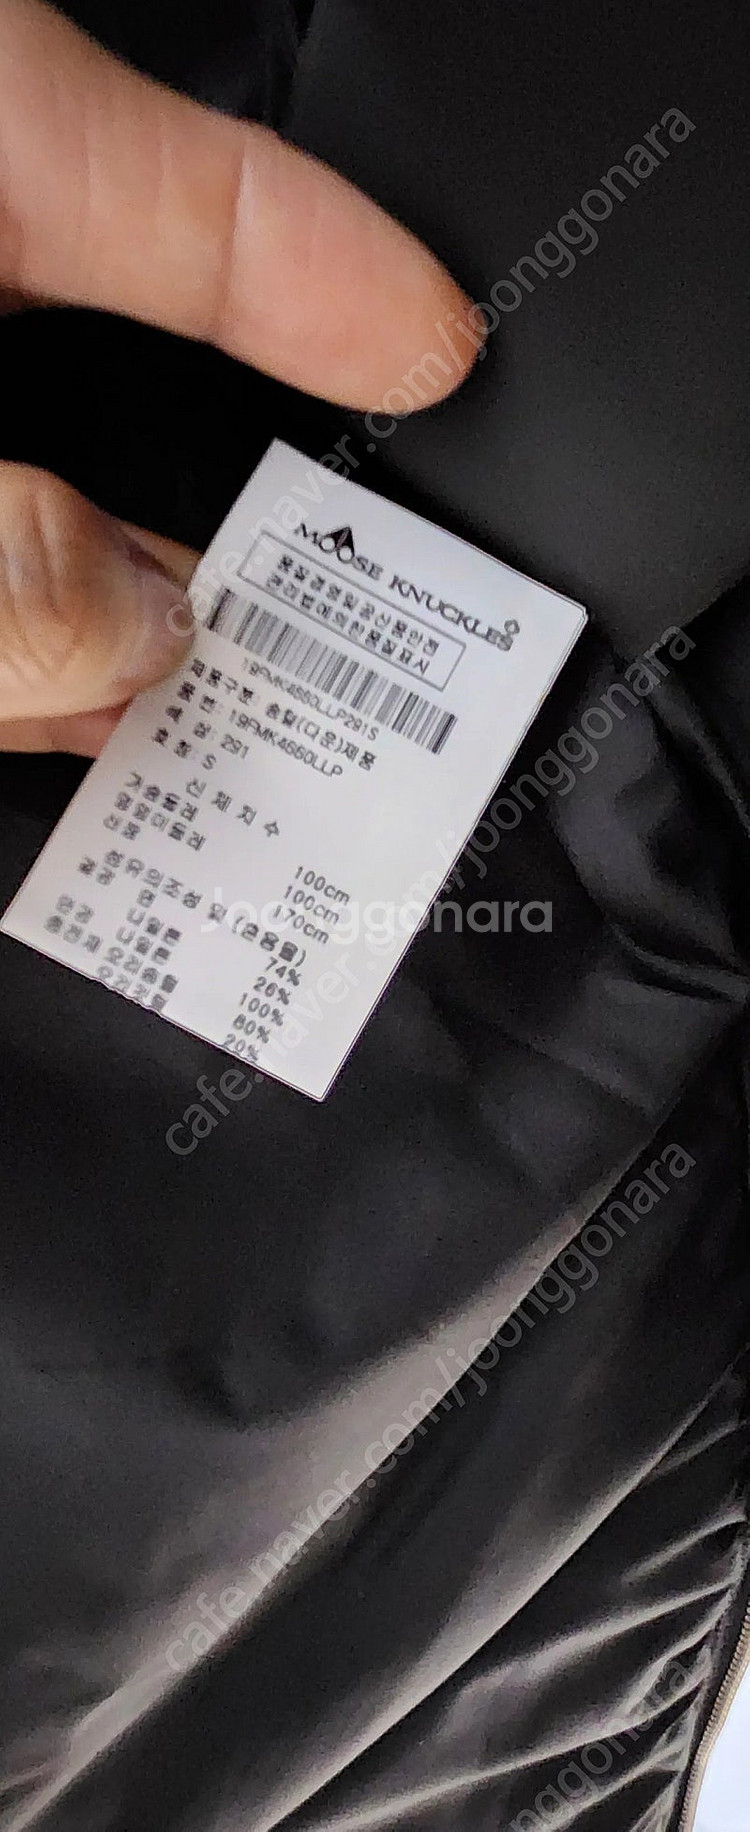 MOOSE KNUCKLES
품질경영및공산품안전
관리법에의한품질표시
19FMK4660LLP291S
제품구분: 솜털(다운)제품
품 번: 19FMK4660LLP
색 상: 291
호 칭: S
신 체 치 수
가슴둘레 100cm
엉덩이둘레 100cm
신장 170cm
섬유의조성 및 (혼용율)
겉감 면 74%
나일론 26%
안감 나일론 100%
충전재 오리솜털 80%
오리깃털 20%
Joonggonara
cafe.naver.com/joonggonara
cafe.naver.com/joonggonara
cafe.naver.com/joonggonara
joonggonara